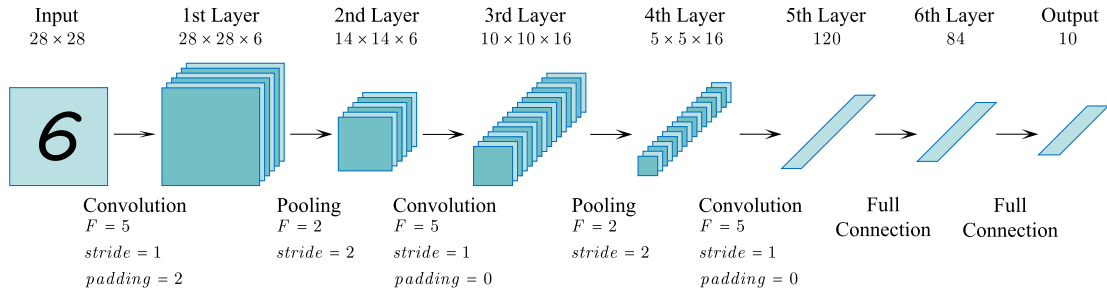 Input
28 × 28
1st Layer
28 × 28 × 6
2nd Layer
14 × 14 × 6
3rd Layer
10 × 10 × 16
4th Layer
5 × 5 × 16
5th Layer
120
6th Layer
84
Output
10
6
Convolution
F = 5
stride = 1
padding = 2
Pooling
F = 2
stride = 2
Convolution
F = 5
stride = 1
padding = 0
Pooling
F = 2
stride = 2
Convolution
F = 5
stride = 1
padding = 0
Full
Connection
Full
Connection